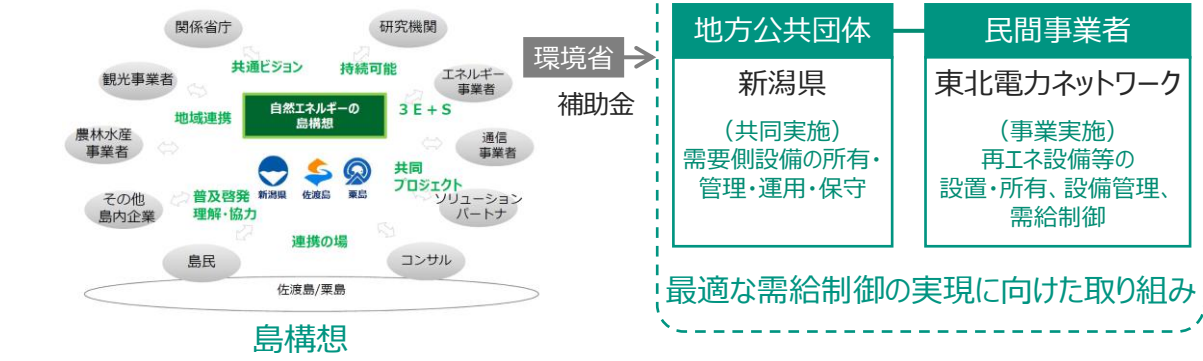 関係省庁
研究機関
観光事業者
共通ビジョン
持続可能
エネルギー
事業者
地域連携
自然エネルギーの
島構想
3E+S
農林水産
事業者
通信
事業者
新潟県
佐渡島
粟島
共同
プロジェクト
その他
島内企業
普及啓発
理解・協力
ソリューション
パートナ
連携の場
島民
コンサル
佐渡島/粟島
島構想
環境省
補助金
地方公共団体
新潟県
(共同実施)
需要側設備の所有・
管理・運用・保守
民間事業者
東北電力ネットワーク
(事業実施)
再エネ設備等の
設置・所有、設備管理、
需給制御
最適な需給制御の実現に向けた取り組み